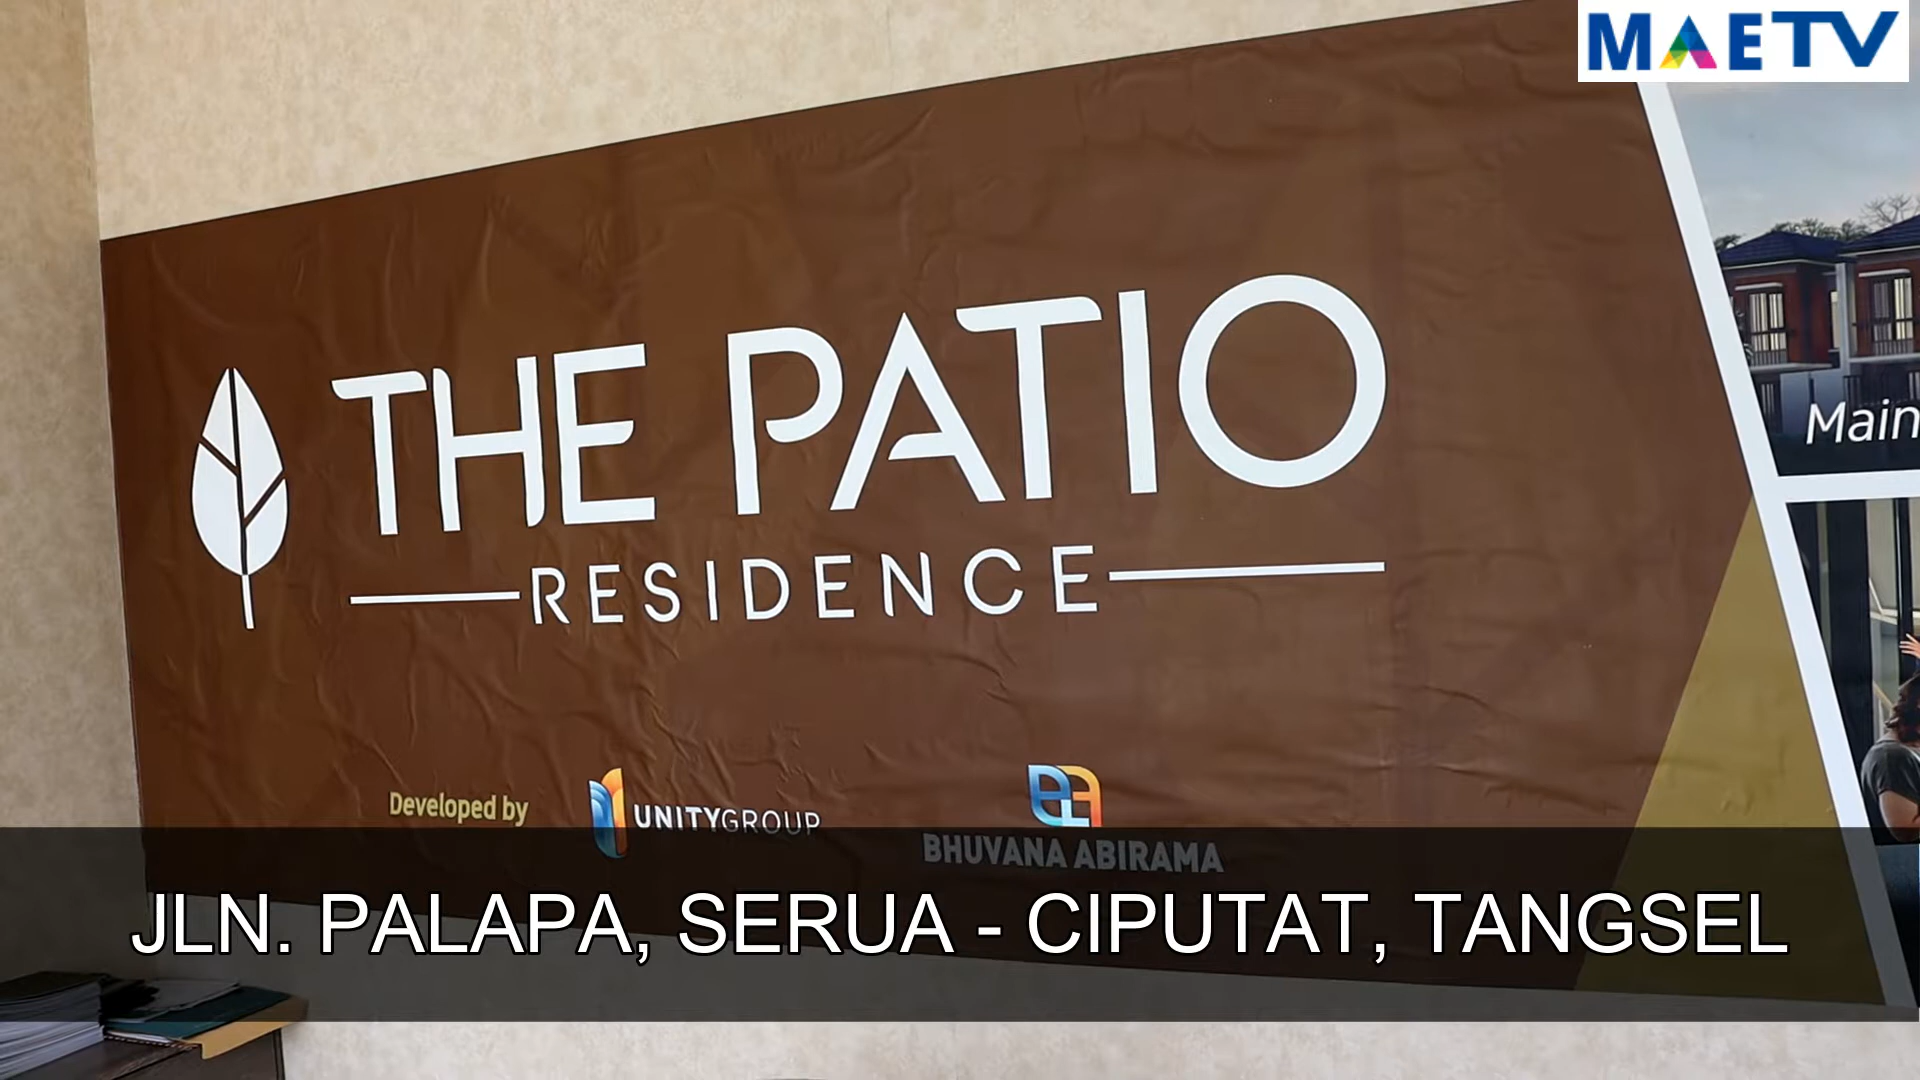 MAETV
THE PATIO
RESIDENCE
Main
Developed by
UNITYGROUP
BHUVANA ABIRAMA
JLN. PALAPA, SERUA - CIPUTAT, TANGSEL